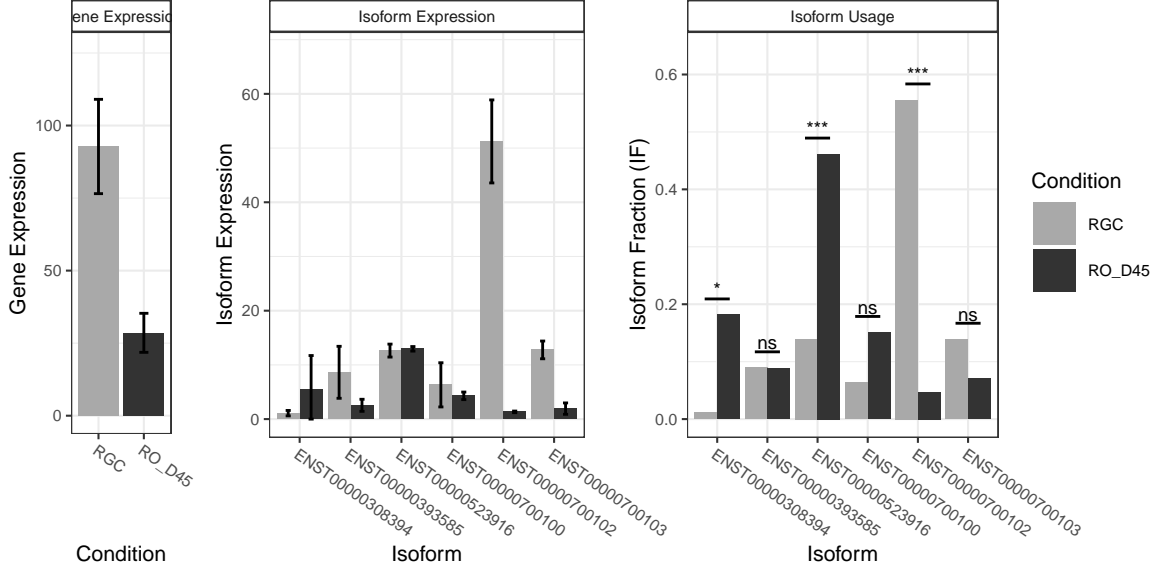 ene Expressio
Gene Expression
100
50
0
RGC
RO_D45
Condition
Isoform Expression
Isoform Expression
60
40
20
0
ENST00000308394
ENST00000393585
ENST00000523916
ENST00000700100
ENST00000700102
ENST00000700103
Isoform
Isoform Usage
Isoform Fraction (IF)
0.6
0.4
0.2
0.0
*
ns
***
ns
***
ns
ENST00000308394
ENST00000393585
ENST00000523916
ENST00000700100
ENST00000700102
ENST00000700103
Isoform
Condition
RGC
RO_D45